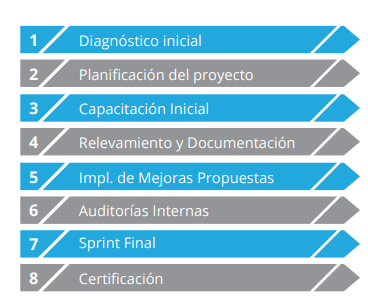 1 Diagnóstico inicial
2 Planificación del proyecto
3 Capacitación Inicial
4 Relevamiento y Documentación
5 Impl. de Mejoras Propuestas
6 Auditorías Internas
7 Sprint Final
8 Certificación